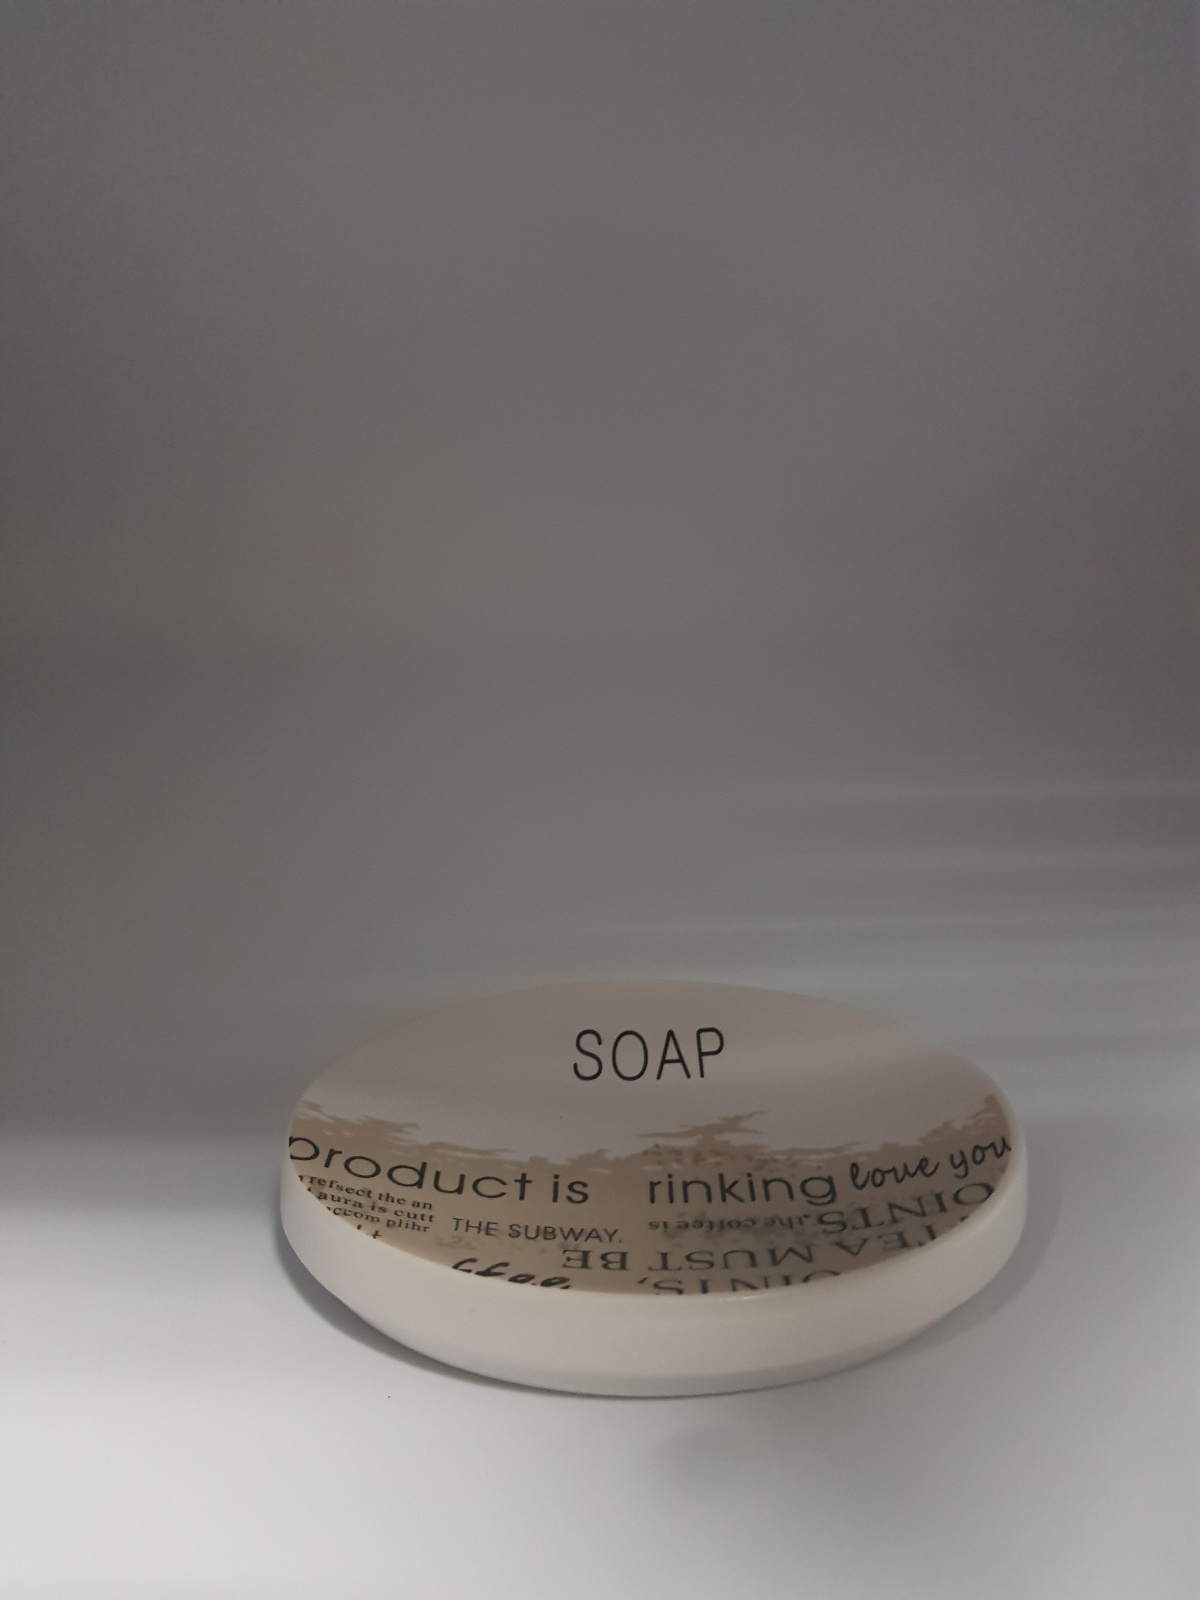 SOAP
product is rinking love you
refsect the an
aura is cutt
ccom plihr
THE SUBWAY.
the coffee is
OINTS,
TEA MUST BE
OINTS,